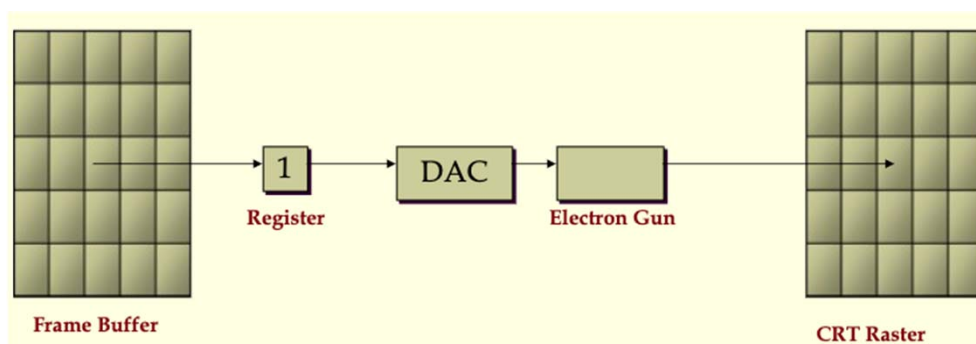 1
DAC
Register
Electron Gun
Frame Buffer
CRT Raster